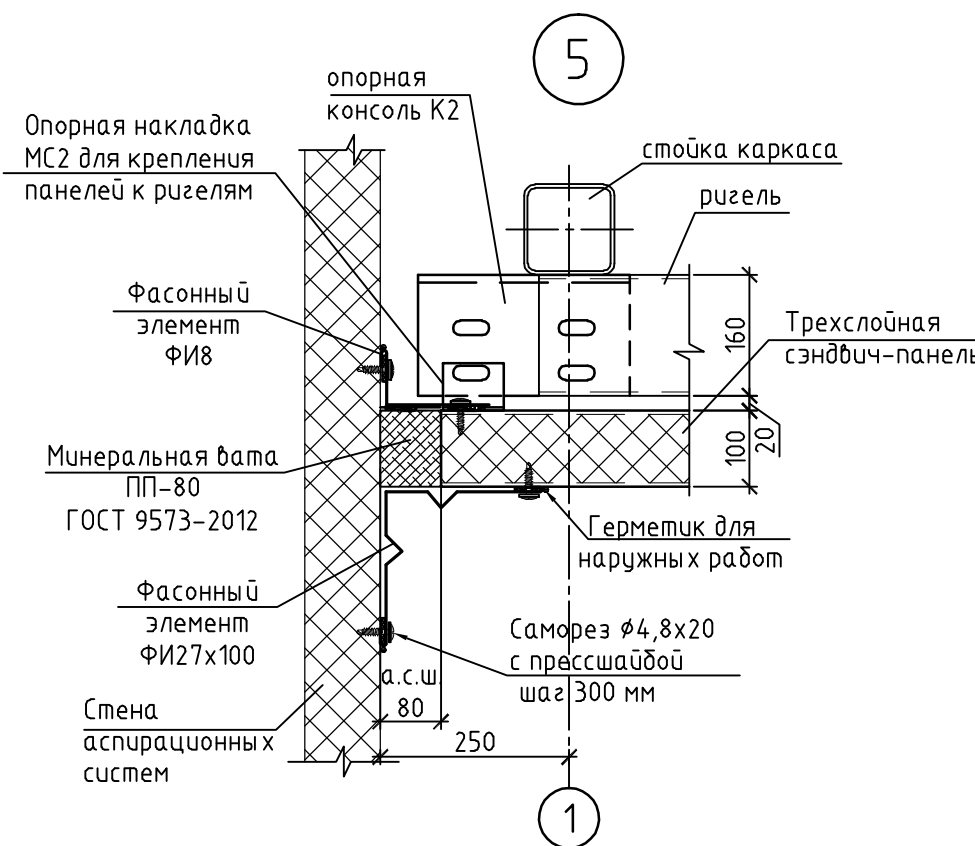 5
опорная
консоль К2
Опорная накладка
МС2 для крепления
панелей к ригелям
стойка каркаса
ригель
Фасонный
элемент
ФИ8
160
Трехслойная
сэндвич-панель
20
100
Минеральная вата
ПП-80
ГОСТ 9573-2012
Герметик для
наружных работ
Фасонный
элемент
ФИ27х100
Саморез ϕ4,8х20
с прессшайбой
шаг 300 мм
а.с.ш.
80
250
Стена
аспирационных
систем
1